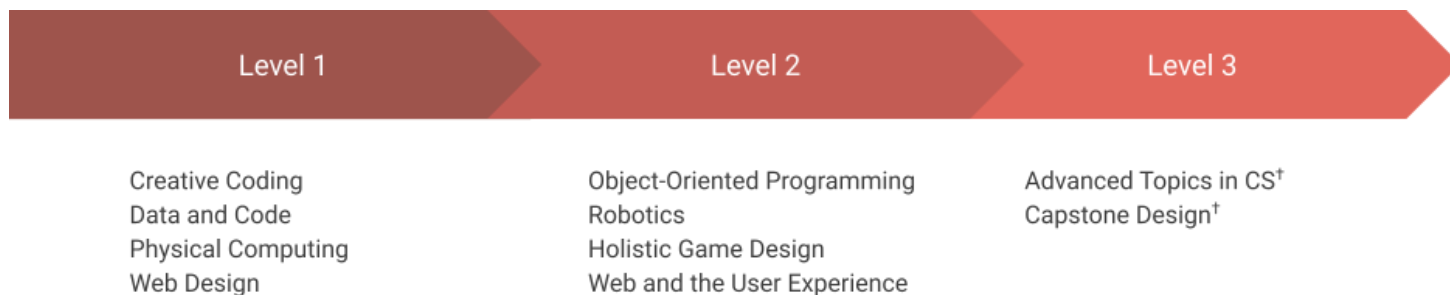 Level 1
Level 2
Level 3
Creative Coding
Data and Code
Physical Computing
Web Design
Object-Oriented Programming
Robotics
Holistic Game Design
Web and the User Experience
Advanced Topics in CS†
Capstone Design†